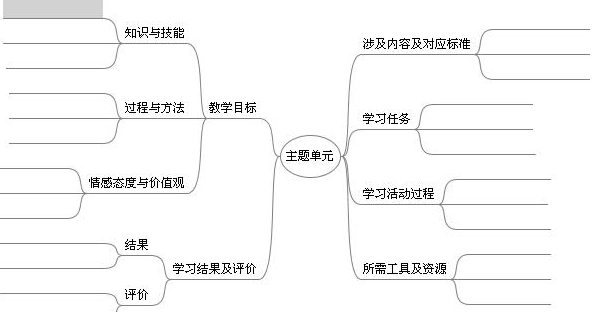 知识与技能
过程与方法
教学目标
情感态度与价值观
结果
学习结果及评价
评价
主题单元
涉及内容及对应标准
学习任务
学习活动过程
所需工具及资源